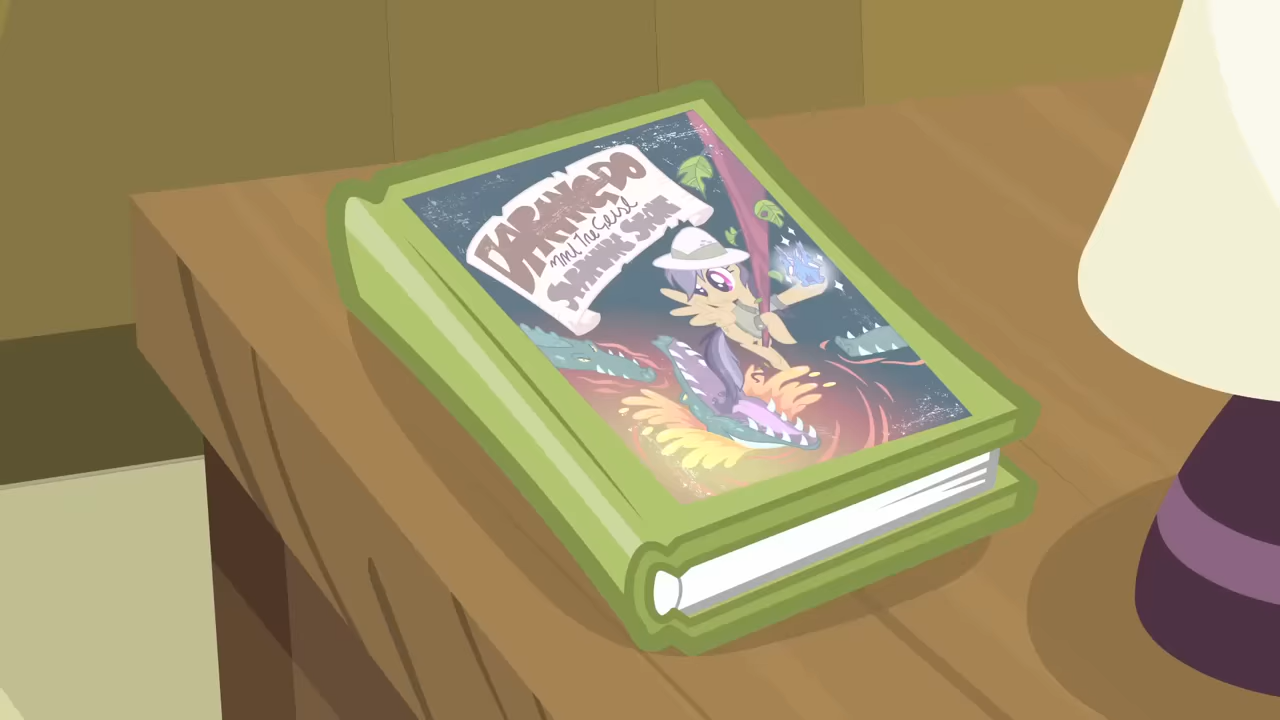 DARING DO
AND THE QUEST
SAPPHIRE STONE